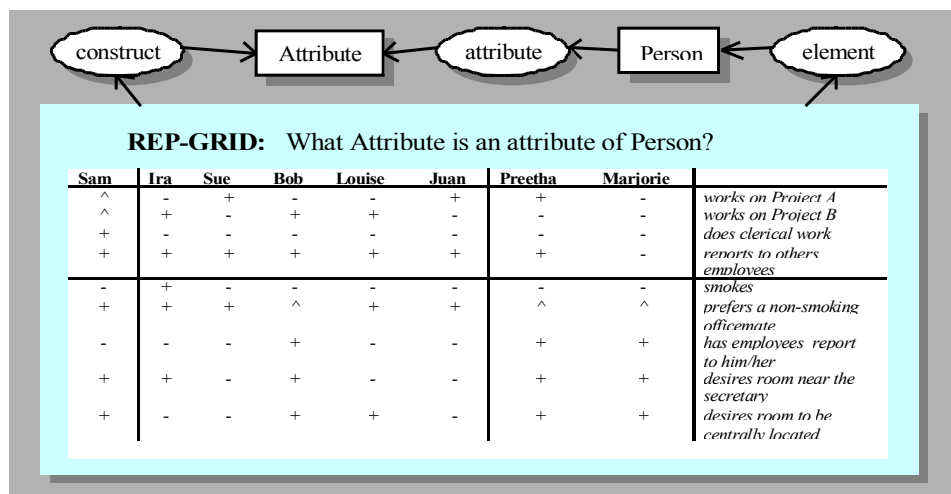 construct Attribute attribute Person element
REP-GRID: What Attribute is an attribute of Person?
Sam Ira Sue Bob Louise Juan Preetha Marjorie
^ - + - - + + - works on Project A
^ + - + + - - - works on Project B
+ - - - - - - - does clerical work
+ + + + + + + - reports to others
employees
- + - - - - - - smokes
+ + + ^ + + ^ ^ prefers a non-smoking
officemate
- - - + - - + + has employees report
to him/her
+ + - + - - + + desires room near the
secretary
+ - - + + - + + desires room to be
centrally located